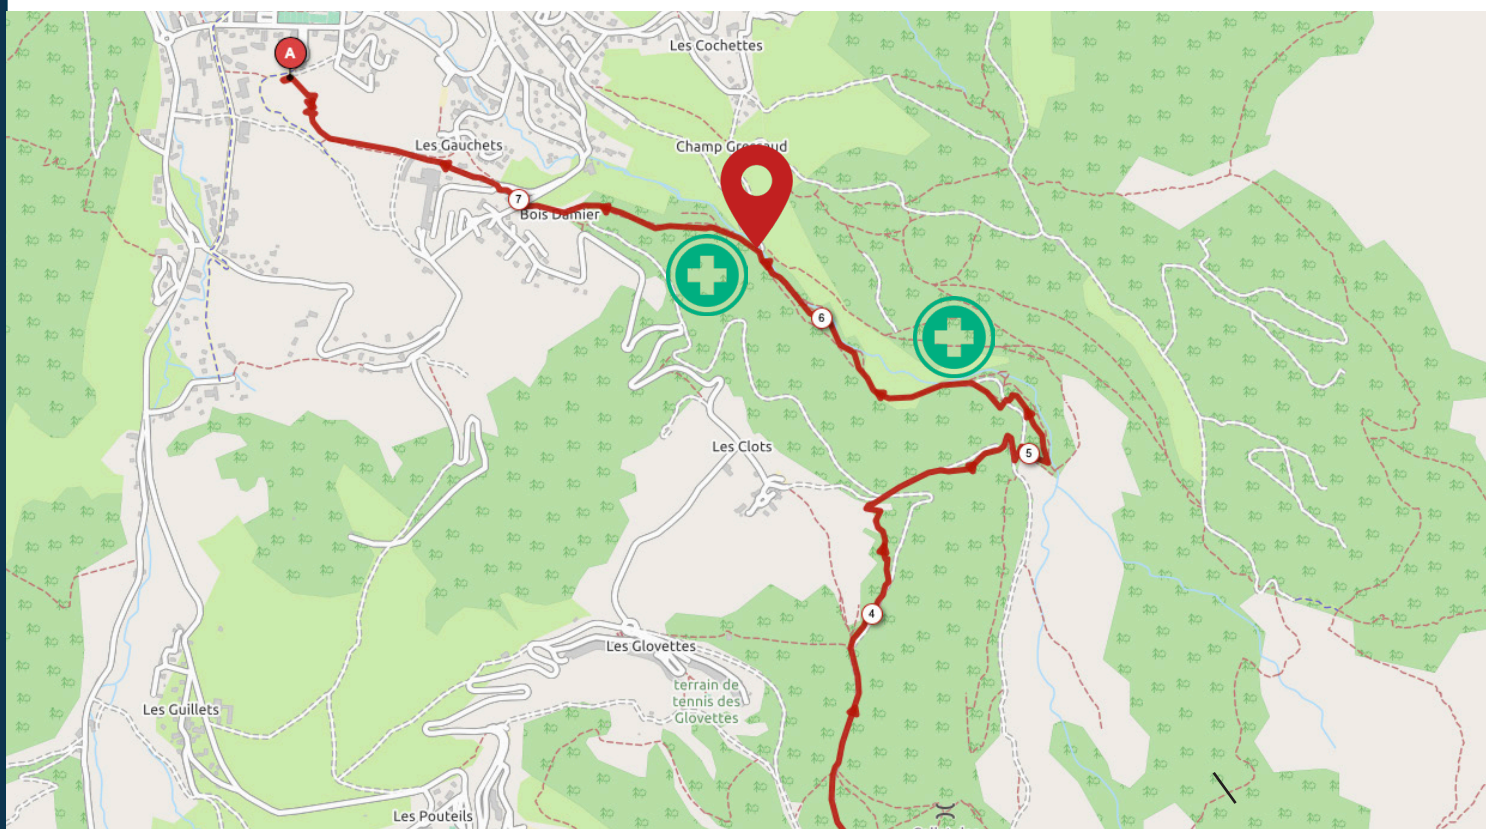 Les Cochettes
A
Les Gauchets
7
Bois Damier
6
5
Les Clots
4
Les Glovettes
terrain de
tennis des
Glovettes
Les Guillets
Les Pouteils